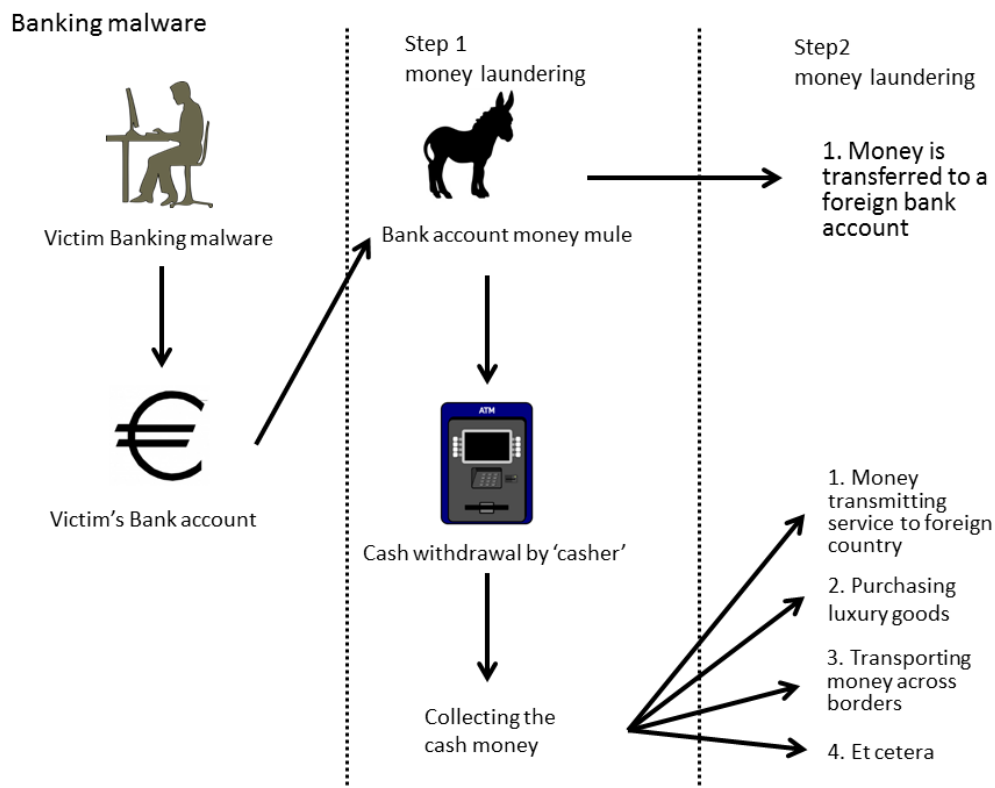 Banking malware
Victim Banking malware
Victim's Bank account
Step 1
money laundering
Bank account money mule
ATM
Cash withdrawal by 'casher'
Collecting the
cash money
Step2
money laundering
1. Money is
transferred to a
foreign bank
account
1. Money
transmitting
service to foreign
country
2. Purchasing
luxury goods
3. Transporting
money across
borders
4. Et cetera